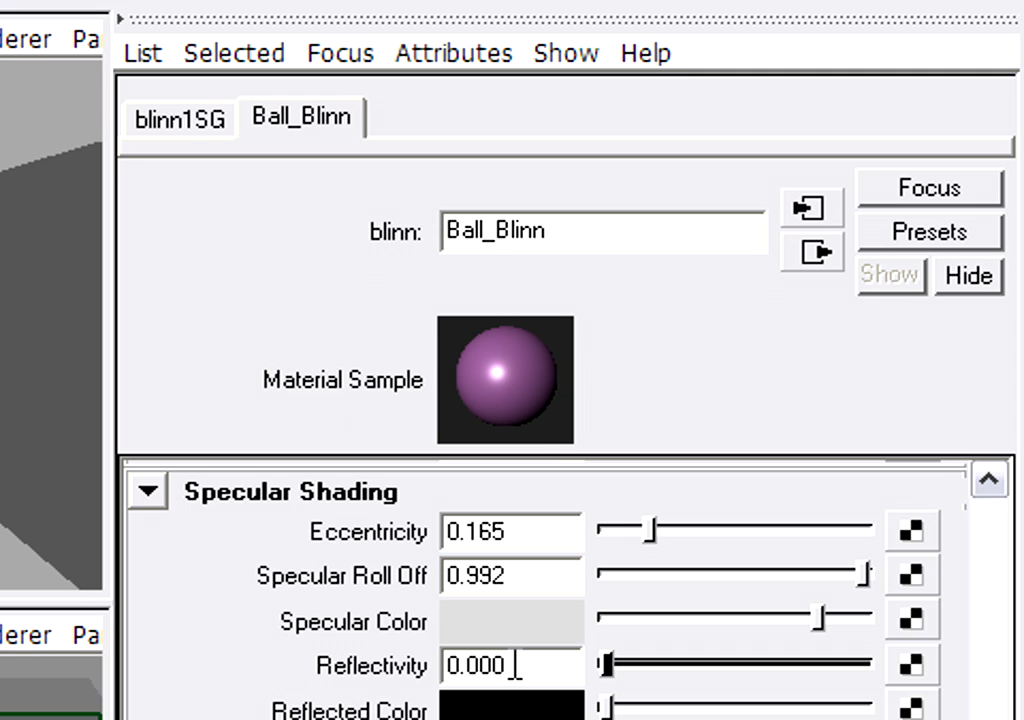 lerer Pa
List Selected Focus Attributes Show Help
blinn1SG Ball_Blinn
Focus
blinn: Ball_Blinn
Presets
Show Hide
Material Sample
Specular Shading
Eccentricity 0.165
Specular Roll Off 0.992
Specular Color
lerer Pa
Reflectivity 0.000
Reflected Color